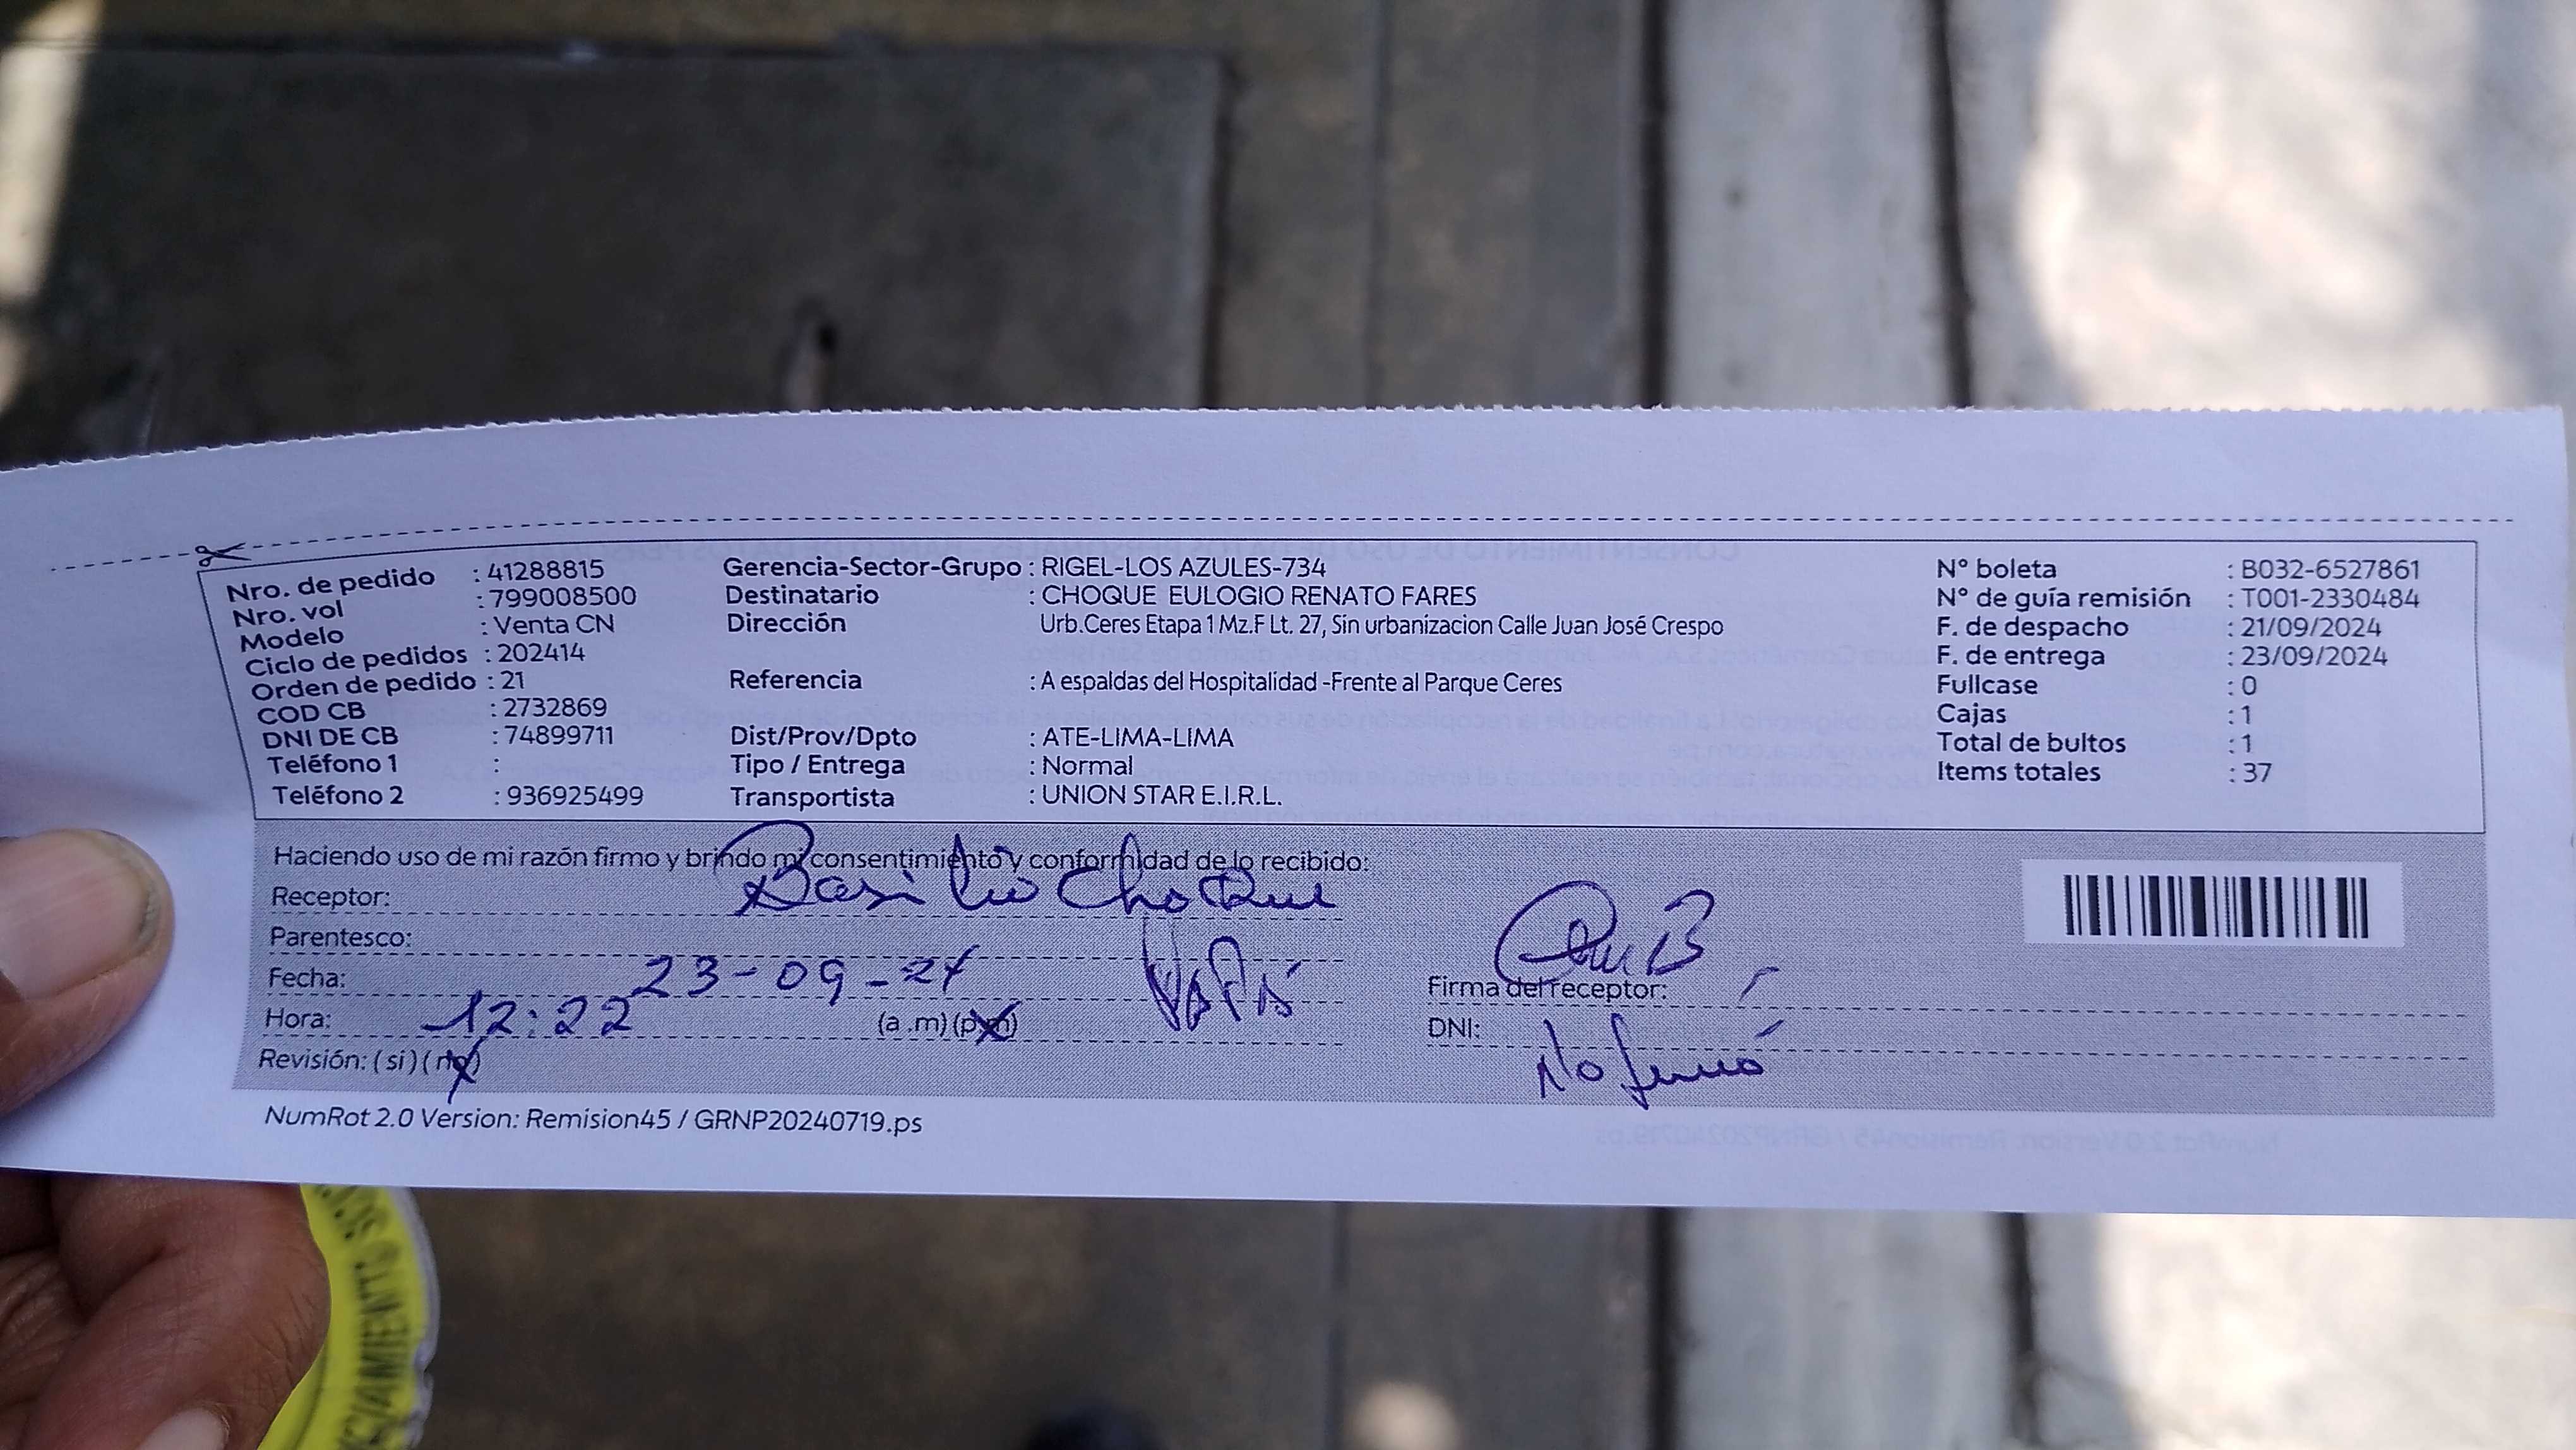 Nro. de pedido : 41288815
Nro. vol : 799008500
Modelo : Venta CN
Ciclo de pedidos : 202414
Orden de pedido : 21
COD CB : 2732869
DNI DE CB : 74899711
Teléfono 1 :
Teléfono 2 : 936925499
Gerencia-Sector-Grupo : RIGEL-LOS AZULES-734
Destinatario : CHOQUE EULOGIO RENATO FARES
Dirección Urb.Ceres Etapa 1 Mz.F Lt. 27, Sin urbanizacion Calle Juan José Crespo
Referencia : A espaldas del Hospitalidad -Frente al Parque Ceres
Dist/Prov/Dpto : ATE-LIMA-LIMA
Tipo / Entrega : Normal
Transportista : UNION STAR E.I.R.L.
N° boleta : B032-6527861
N° de guía remisión : T001-2330484
F. de despacho : 21/09/2024
F. de entrega : 23/09/2024
Fullcase : 0
Cajas : 1
Total de bultos : 1
Items totales : 37
Haciendo uso de mi razón firmo y brindo mi consentimiento y conformidad de lo recibido:
Receptor: Basilio Choque
Parentesco: PAPÁ
Fecha: 23-09-24
Hora: 12:22 (a .m) (p.m)
Revisión: ( si ) ( no )
Firma del receptor:
DNI: No firmó
NumRot 2.0 Version: Remision45 / GRNP20240719.ps